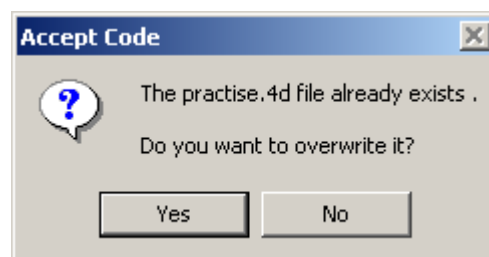 Accept Code
The practise.4d file already exists .
Do you want to overwrite it?
Yes No